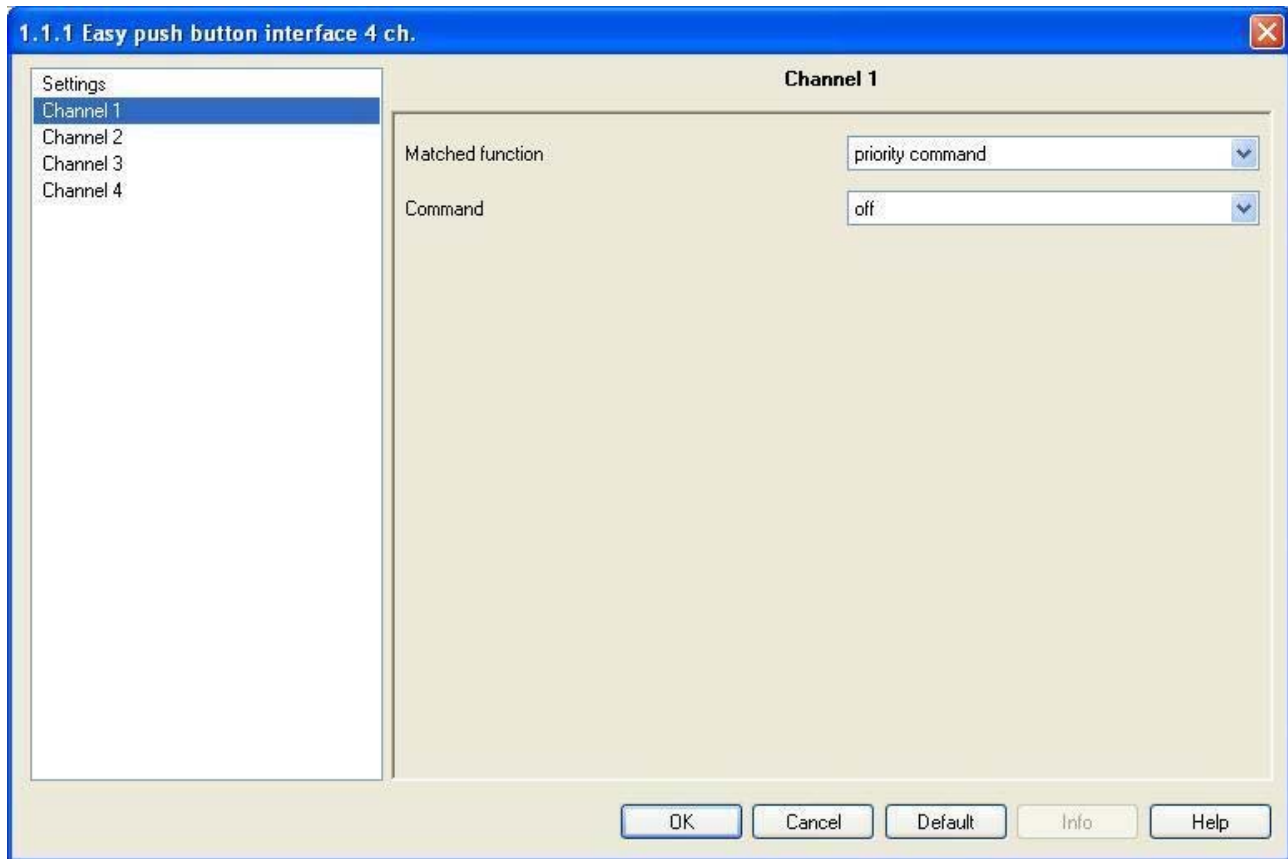 1.1.1 Easy push button interface 4 ch.
Settings
Channel 1
Channel 2
Channel 3
Channel 4
Channel 1
Matched function
priority command
Command
off
OK
Cancel
Default
Info
Help